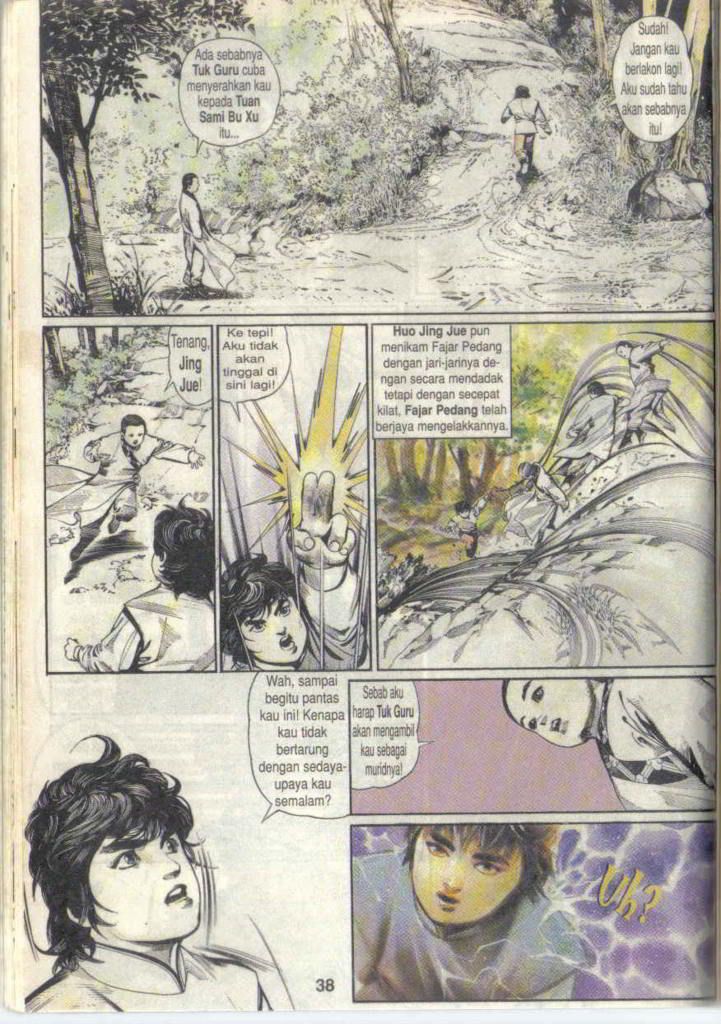 Ada sebabnya
Tuk Guru cuba
menyerahkan kau
kepada Tuan
Sami Bu Xu
itu...
Sudah!
Jangan kau
berlakon lagi!
Aku sudah tahu
akan sebabnya
itu!
Tenang,
Jing
Jue!
Ke tepi!
Aku tidak
akan
tinggal di
sini lagi!
Huo Jing Jue pun
menikam Fajar Pedang
dengan jari-jarinya de-
ngan secara mendadak
tetapi dengan secepat
kilat, Fajar Pedang telah
berjaya mengelakkannya.
Wah, sampai
begitu pantas
kau ini! Kenapa
kau tidak
bertarung
dengan sedaya-
upaya kau
semalam?
Sebab aku
harap Tuk Guru
akan mengambil
kau sebagai
muridnya!
Uh?
38